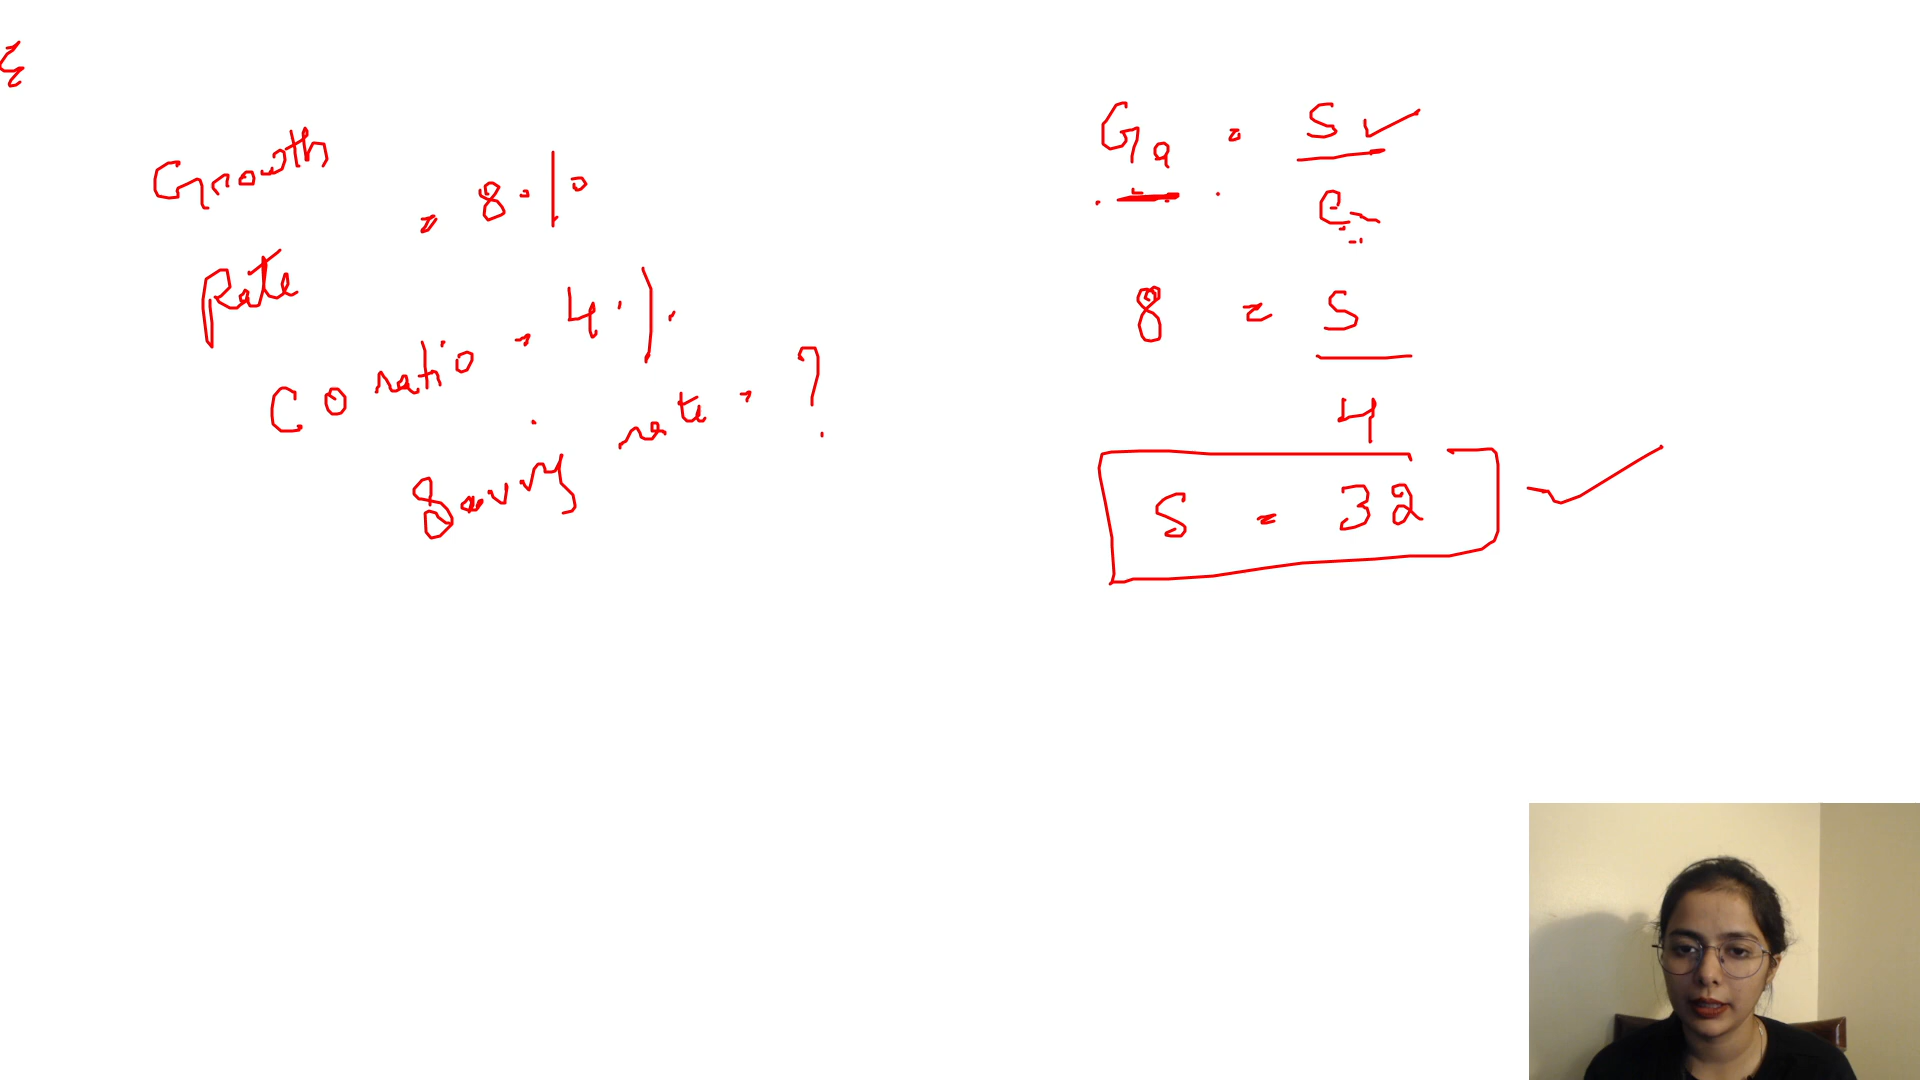 Growth
Rate = 8%
CO ratio = 4%.
Saving rate = ?
Ga = S
Cr
8 = S
4
S = 32